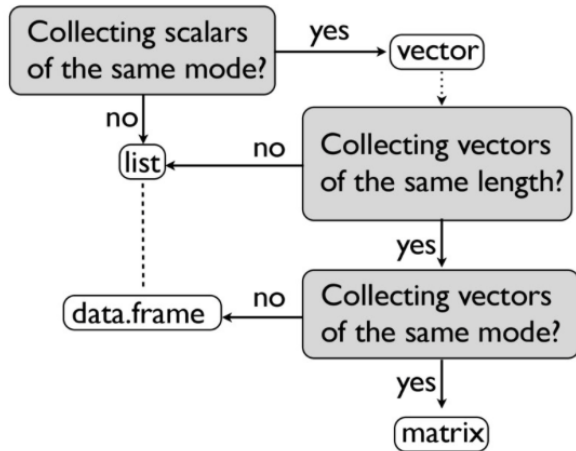 Collecting scalars
of the same mode?
yes
vector
no
list
no
Collecting vectors
of the same length?
yes
data.frame
no
Collecting vectors
of the same mode?
yes
matrix